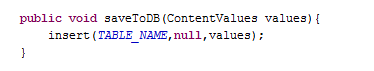 public void saveToDB(ContentValues values){
    insert(TABLE_NAME,null,values);
}